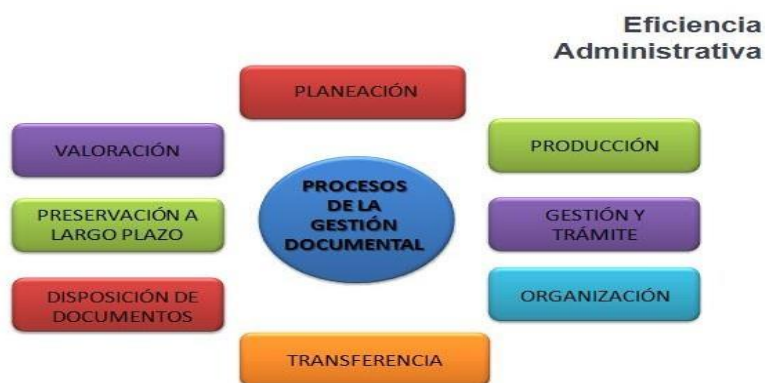 Eficiencia
Administrativa
PLANEACIÓN
VALORACIÓN
PRODUCCIÓN
PROCESOS
DE LA
GESTIÓN
DOCUMENTAL
PRESERVACIÓN A
LARGO PLAZO
GESTIÓN Y
TRÁMITE
DISPOSICIÓN DE
DOCUMENTOS
ORGANIZACIÓN
TRANSFERENCIA